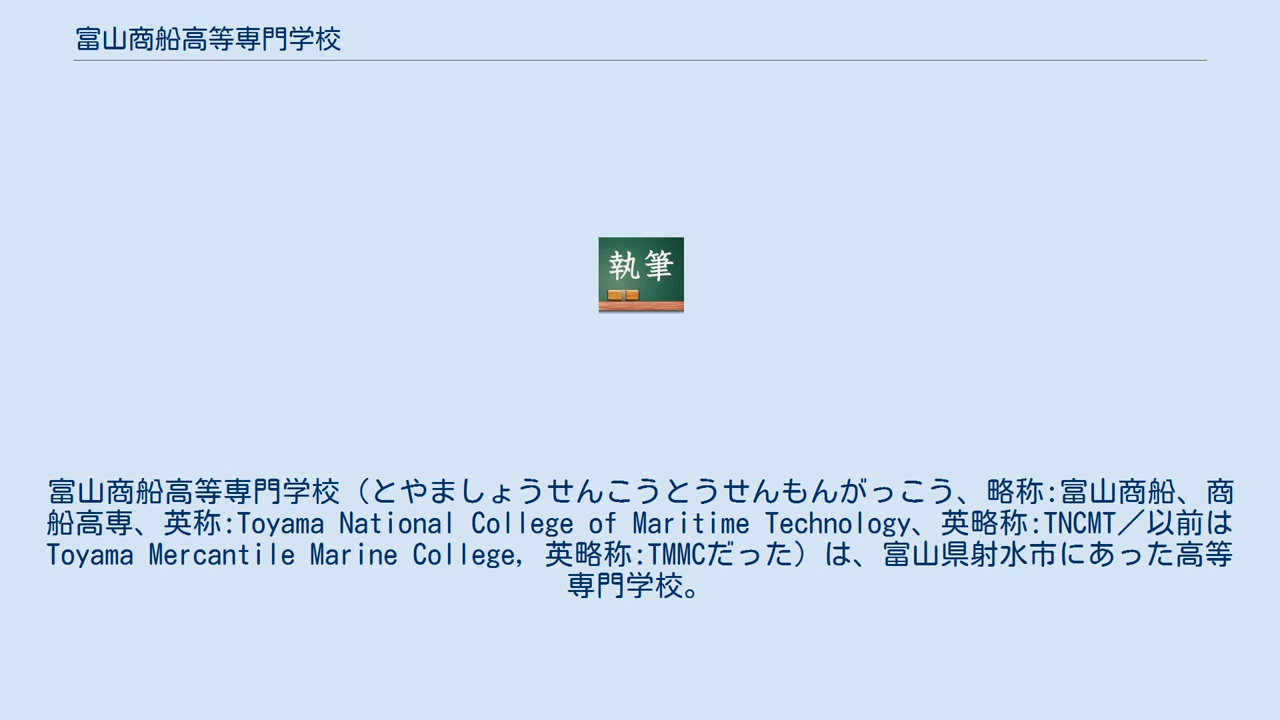 富山商船高等専門学校
執筆
富山商船高等専門学校（とやましょうせんこうとうせんもんがっこう、略称:富山商船、商
船高専、英称:Toyama National College of Maritime Technology、英略称:TNCMT／以前は
Toyama Mercantile Marine College, 英略称:TMMCだった）は、富山県射水市にあった高等
専門学校。